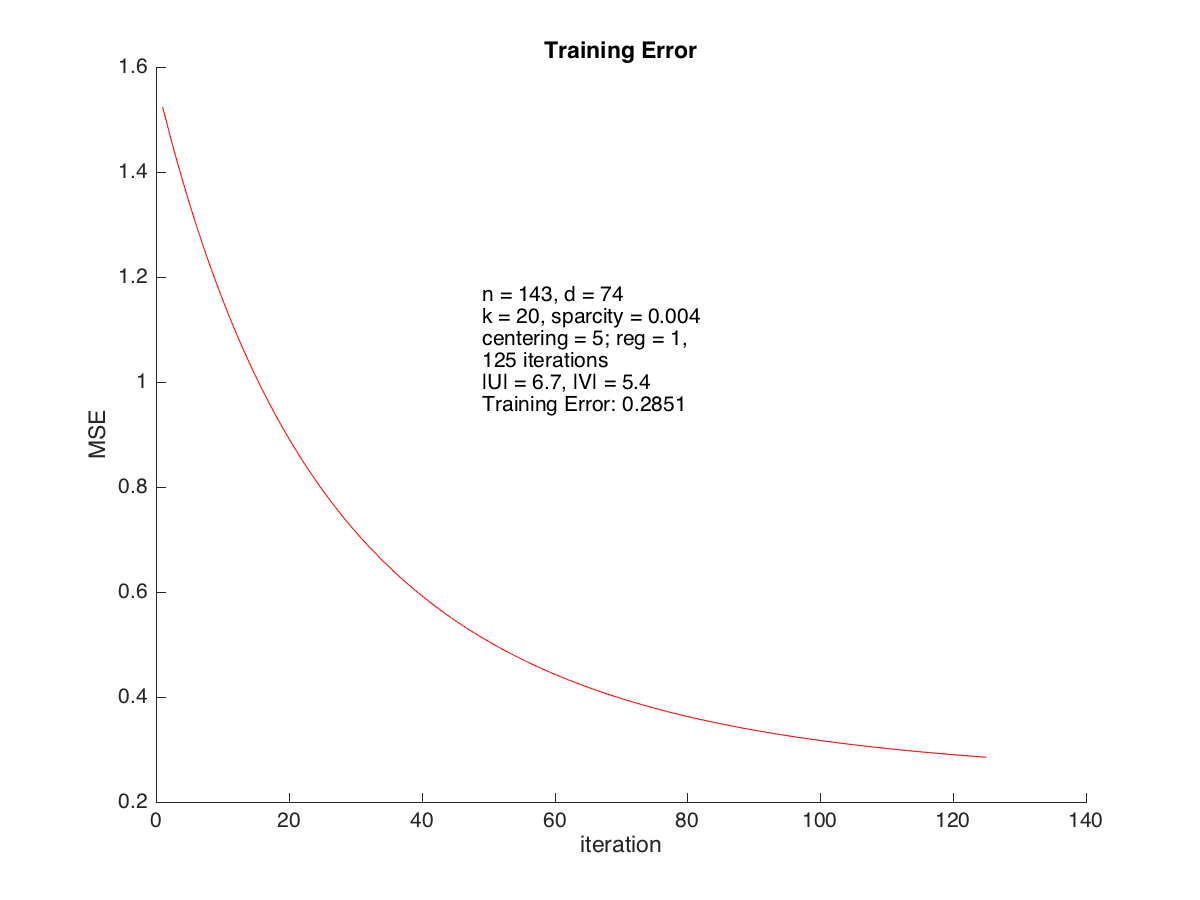 Training Error
1.6
1.4
1.2
1
0.8
0.6
0.4
0.2
MSE
n = 143, d = 74
k = 20, sparcity = 0.004
centering = 5; reg = 1,
125 iterations
|U| = 6.7, |V| = 5.4
Training Error: 0.2851
0 20 40 60 80 100 120 140
iteration